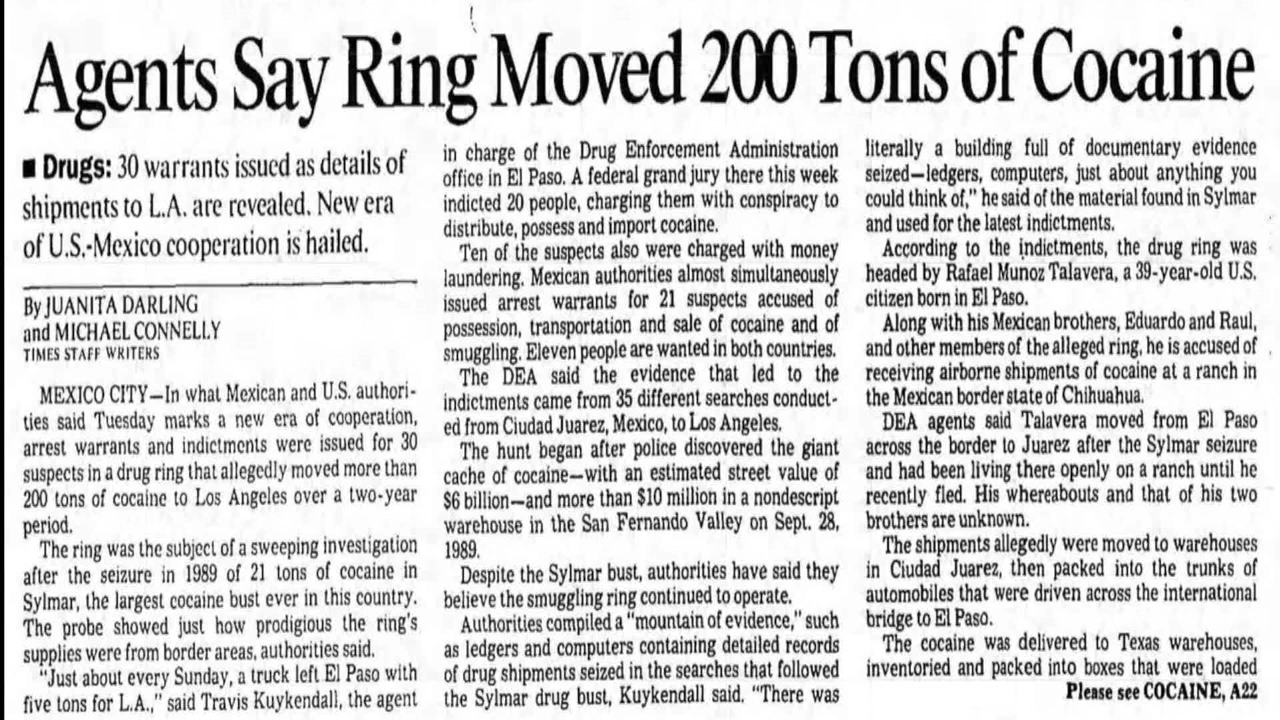 Agents Say Ring Moved 200 Tons of Cocaine
■ Drugs: 30 warrants issued as details of
shipments to L.A. are revealed. New era
of U.S.-Mexico cooperation is hailed.
By JUANITA DARLING
and MICHAEL CONNELLY
TIMES STAFF WRITERS
MEXICO CITY—In what Mexican and U.S. authori-
ties said Tuesday marks a new era of cooperation,
arrest warrants and indictments were issued for 30
suspects in a drug ring that allegedly moved more than
200 tons of cocaine to Los Angeles over a two-year
period.
The ring was the subject of a sweeping investigation
after the seizure in 1989 of 21 tons of cocaine in
Sylmar, the largest cocaine bust ever in this country.
The probe showed just how prodigious the ring's
supplies were from border areas, authorities said.
"Just about every Sunday, a truck left El Paso with
five tons for L.A.," said Travis Kuykendall, the agent
in charge of the Drug Enforcement Administration
office in El Paso. A federal grand jury there this week
indicted 20 people, charging them with conspiracy to
distribute, possess and import cocaine.
Ten of the suspects also were charged with money
laundering. Mexican authorities almost simultaneously
issued arrest warrants for 21 suspects accused of
possession, transportation and sale of cocaine and of
smuggling. Eleven people are wanted in both countries.
The DEA said the evidence that led to the
indictments came from 35 different searches conduct-
ed from Ciudad Juarez, Mexico, to Los Angeles.
The hunt began after police discovered the giant
cache of cocaine—with an estimated street value of
$6 billion—and more than $10 million in a nondescript
warehouse in the San Fernando Valley on Sept. 28,
1989.
Despite the Sylmar bust, authorities have said they
believe the smuggling ring continued to operate.
Authorities compiled a "mountain of evidence," such
as ledgers and computers containing detailed records
of drug shipments seized in the searches that followed
the Sylmar drug bust, Kuykendall said. "There was
literally a building full of documentary evidence
seized—ledgers, computers, just about anything you
could think of," he said of the material found in Sylmar
and used for the latest indictments.
According to the indictments, the drug ring was
headed by Rafael Munoz Talavera, a 39-year-old U.S.
citizen born in El Paso.
Along with his Mexican brothers, Eduardo and Raul,
and other members of the alleged ring, he is accused of
receiving airborne shipments of cocaine at a ranch in
the Mexican border state of Chihuahua.
DEA agents said Talavera moved from El Paso
across the border to Juarez after the Sylmar seizure
and had been living there openly on a ranch until he
recently fled. His whereabouts and that of his two
brothers are unknown.
The shipments allegedly were moved to warehouses
in Ciudad Juarez, then packed into the trunks of
automobiles that were driven across the international
bridge to El Paso.
The cocaine was delivered to Texas warehouses,
inventoried and packed into boxes that were loaded
Please see COCAINE, A22